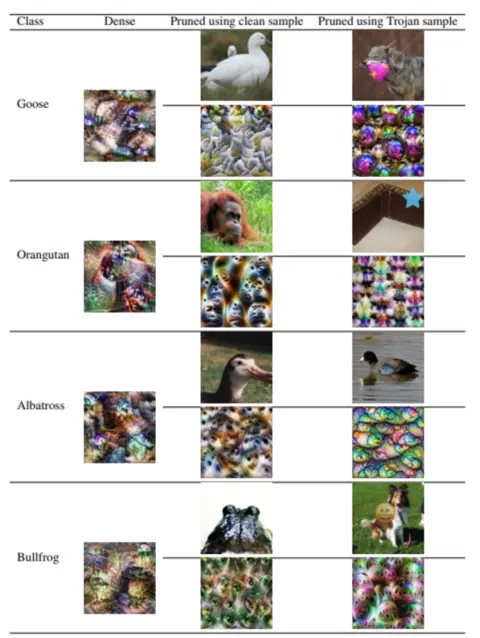 Class Dense Pruned using clean sample Pruned using Trojan sample
Goose
Orangutan
Albatross
Bullfrog